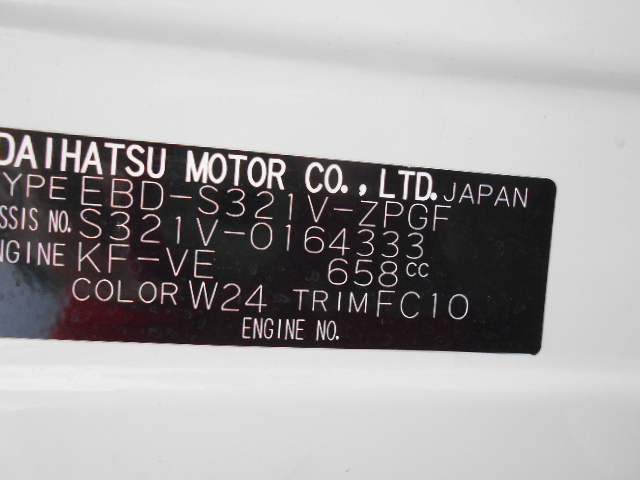 DAIHATSU MOTOR CO., LTD. JAPAN
TYPE EBD-S321V-ZPGF
SSIS NO. S321V-0164333
NGINE KF-VE 658cc
COLOR W24 TRIM FC10
ENGINE NO.